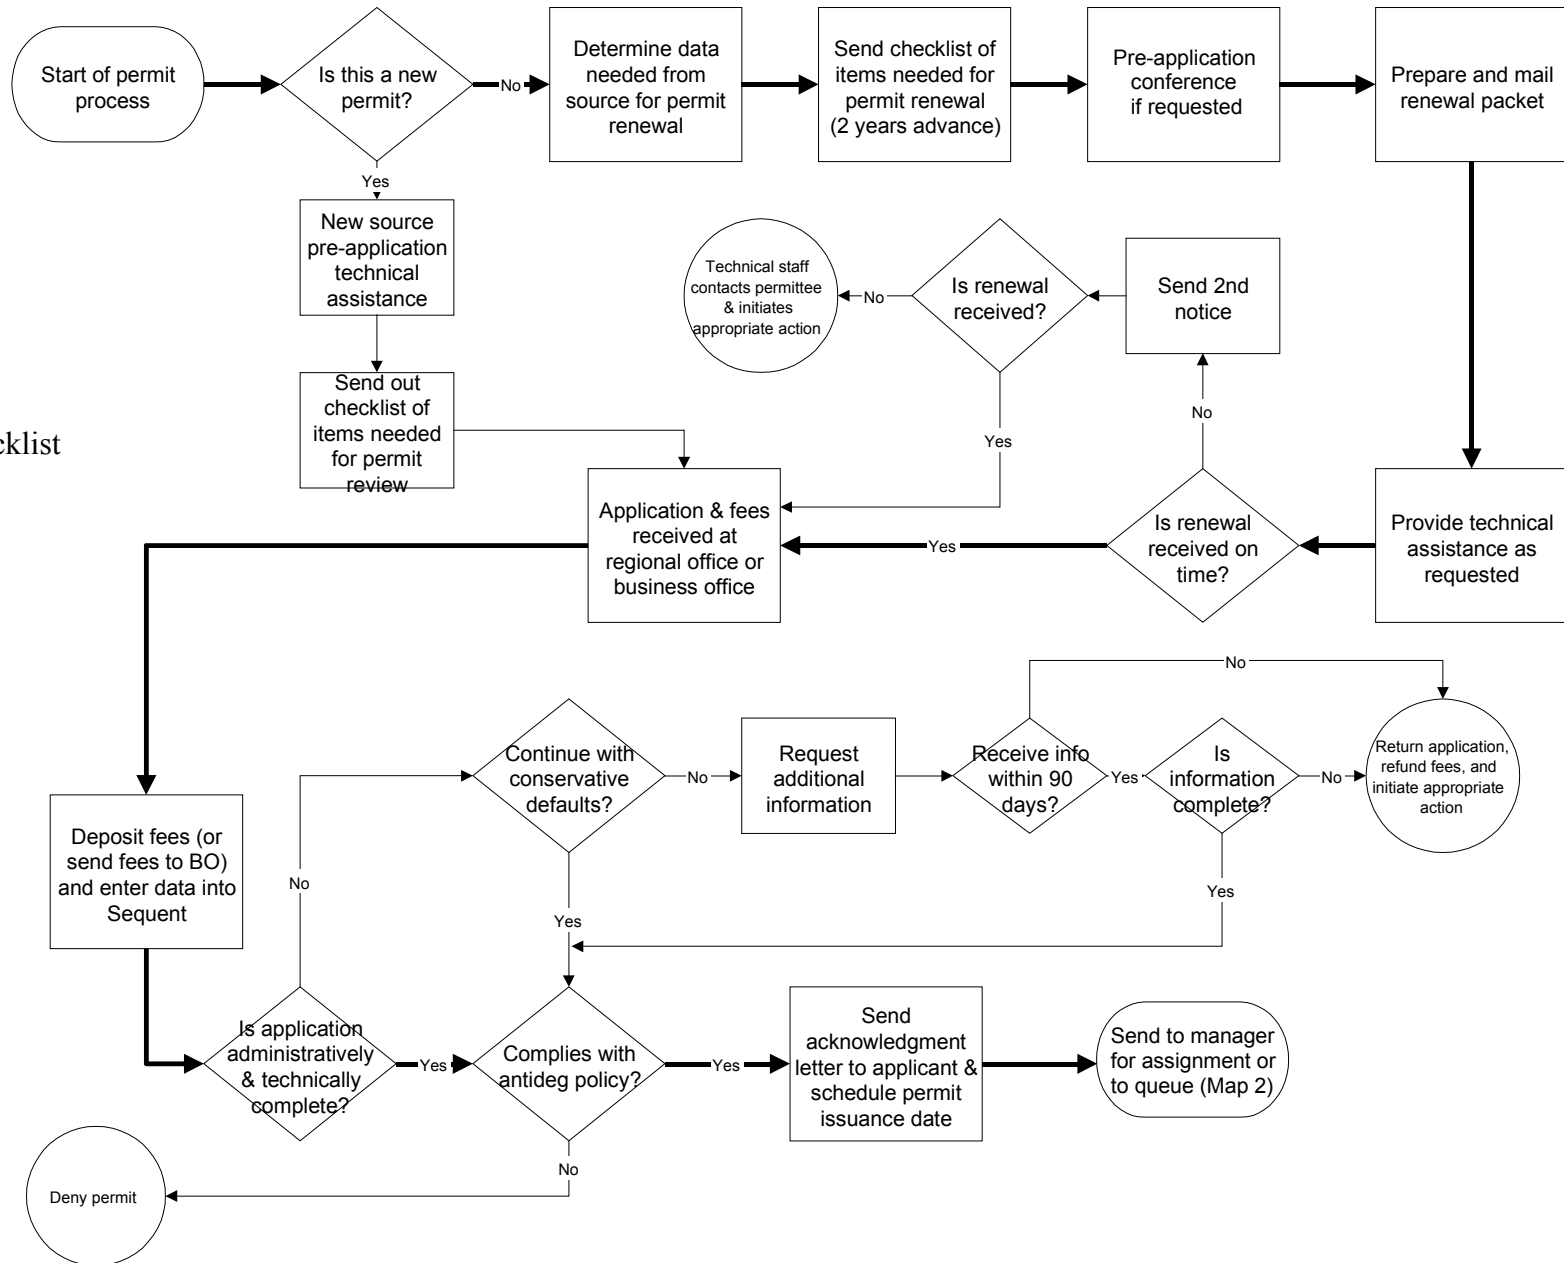 Start of permit
process
Is this a new
permit?
No
Determine data
needed from
source for permit
renewal
Send checklist of
items needed for
permit renewal
(2 years advance)
Pre-application
conference
if requested
Prepare and mail
renewal packet
Yes
New source
pre-application
technical
assistance
Technical staff
contacts permittee
& initiates
appropriate action
No
Is renewal
received?
Send 2nd
notice
Send out
checklist of
items needed
for permit
review
cklist
Yes
No
Application & fees
received at
regional office or
business office
Yes
Is renewal
received on
time?
Provide technical
assistance as
requested
No
Continue with
conservative
defaults?
No
Request
additional
information
Receive info
within 90
days?
Yes
Is
information
complete?
No
Return application,
refund fees, and
initiate appropriate
action
Deposit fees (or
send fees to BO)
and enter data into
Sequent
No
Yes
Yes
Is application
administratively
& technically
complete?
Yes
Complies with
antideg policy?
Yes
Send
acknowledgment
letter to applicant &
schedule permit
issuance date
Send to manager
for assignment or
to queue (Map 2)
No
Deny permit